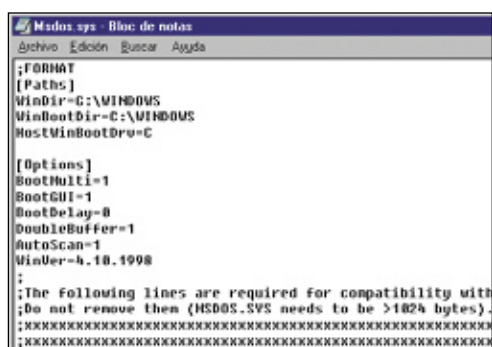 Msdos.sys - Bloc de notas
Archivo Edición Buscar Ayuda
;FORMAT
[Paths]
WinDir=C:\WINDOWS
WinBootDir=C:\WINDOWS
HostWinBootDrv=C
[Options]
BootMulti=1
BootGUI=1
BootDelay=0
DoubleBuffer=1
AutoScan=1
WinVer=4.10.1998
;
;The following lines are required for compatibility with
;Do not remove them (MSDOS.SYS needs to be >1024 bytes).
;xxxxxxxxxxxxxxxxxxxxxxxxxxxxxxxxxxxxxxxxxxxxxxxxxxxxxxx
;xxxxxxxxxxxxxxxxxxxxxxxxxxxxxxxxxxxxxxxxxxxxxxxxxxxxxxx